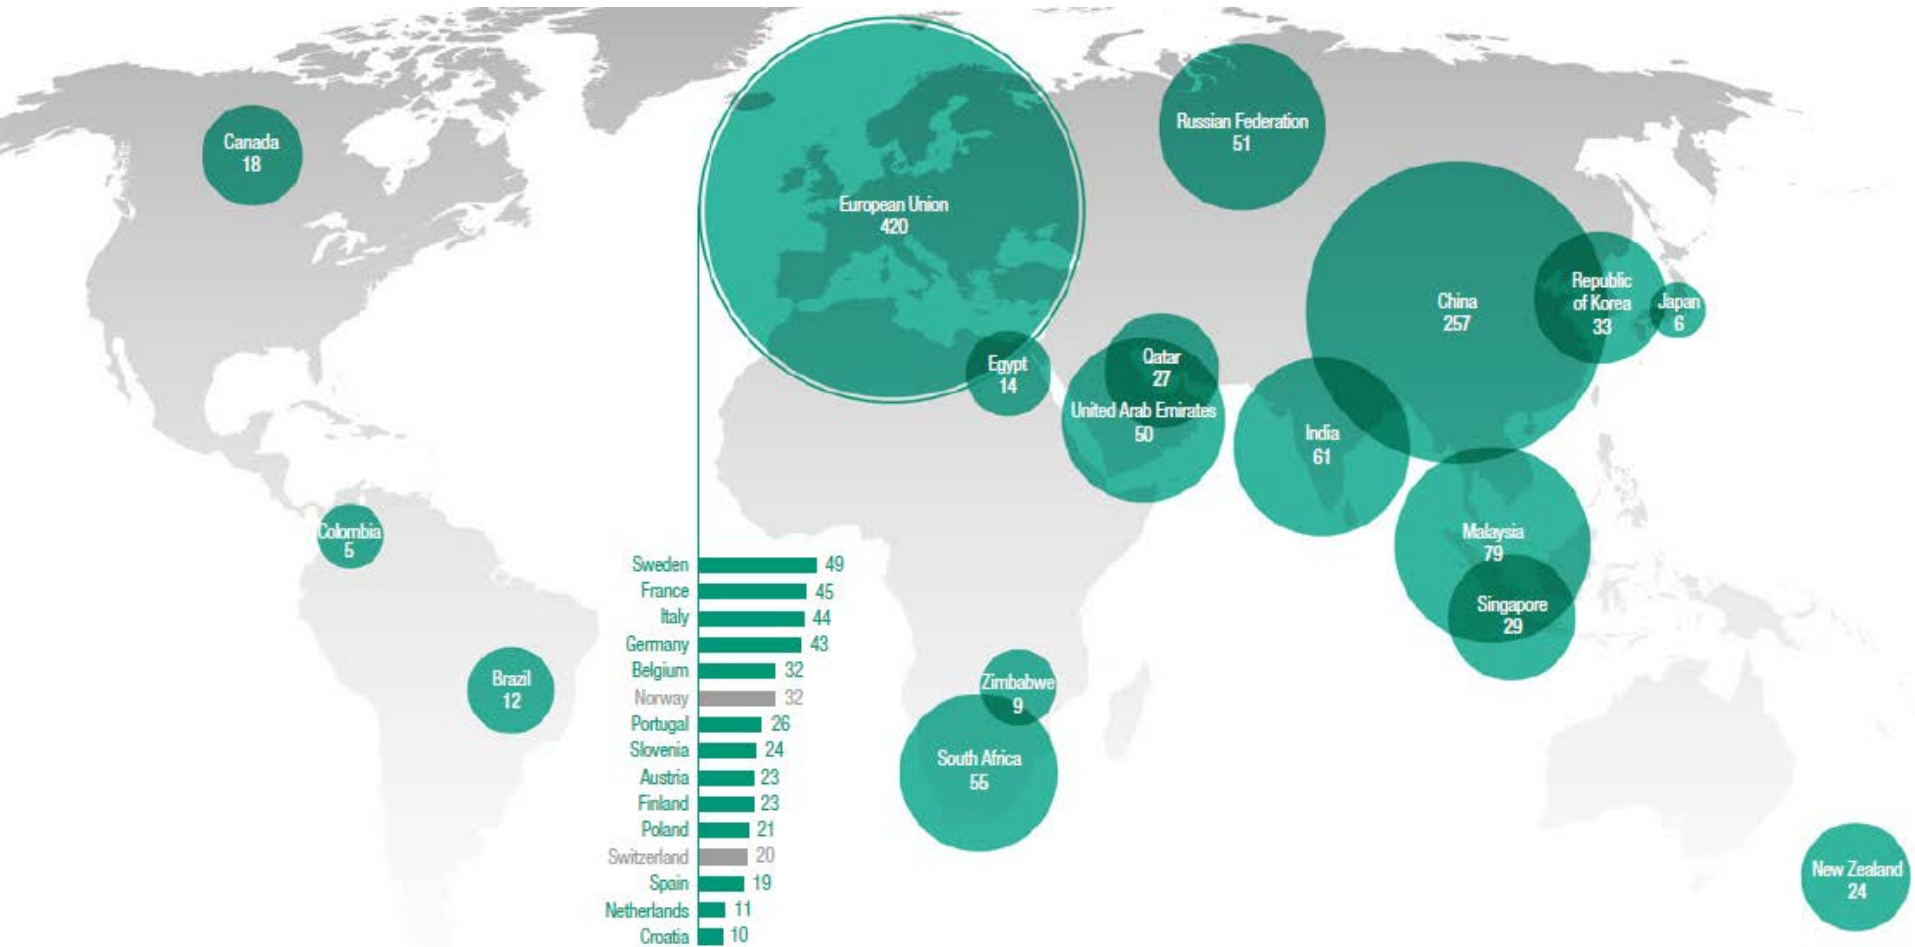 Canada
18
European Union
420
Russian Federation
51
China
257
Republic
of Korea
33
Japan
6
Egypt
14
Qatar
27
United Arab Emirates
50
India
61
Malaysia
79
Singapore
29
Colombia
5
Brazil
12
Zimbabwe
9
South Africa
55
New Zealand
24
Sweden 49
France 45
Italy 44
Germany 43
Belgium 32
Norway 32
Portugal 26
Slovenia 24
Austria 23
Finland 23
Poland 21
Switzerland 20
Spain 19
Netherlands 11
Croatia 10